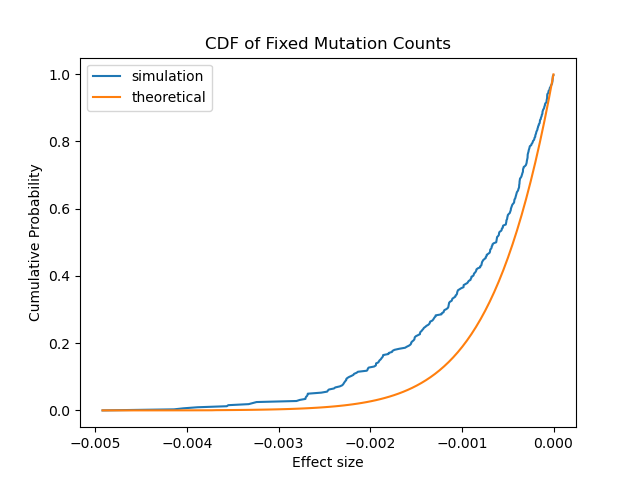 CDF of Fixed Mutation Counts
simulation
theoretical
Cumulative Probability
1.0
0.8
0.6
0.4
0.2
0.0
−0.005 −0.004 −0.003 −0.002 −0.001 0.000
Effect size